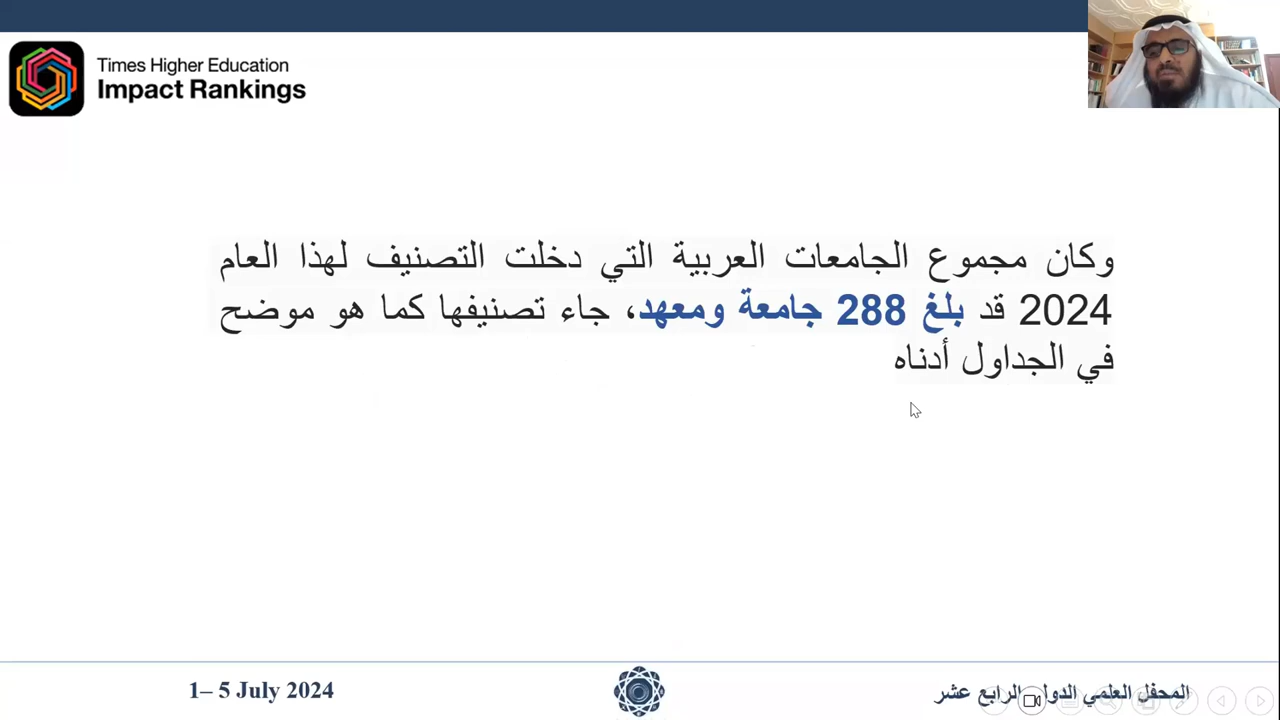 Times Higher Education
Impact Rankings
وكان مجموع الجامعات العربية التي دخلت التصنيف لهذا العام
2024 قد بلغ 288 جامعة ومعهد، جاء تصنيفها كما هو موضح
في الجداول أدناه
1– 5 July 2024
المحفل العلمي الدولي الرابع عشر